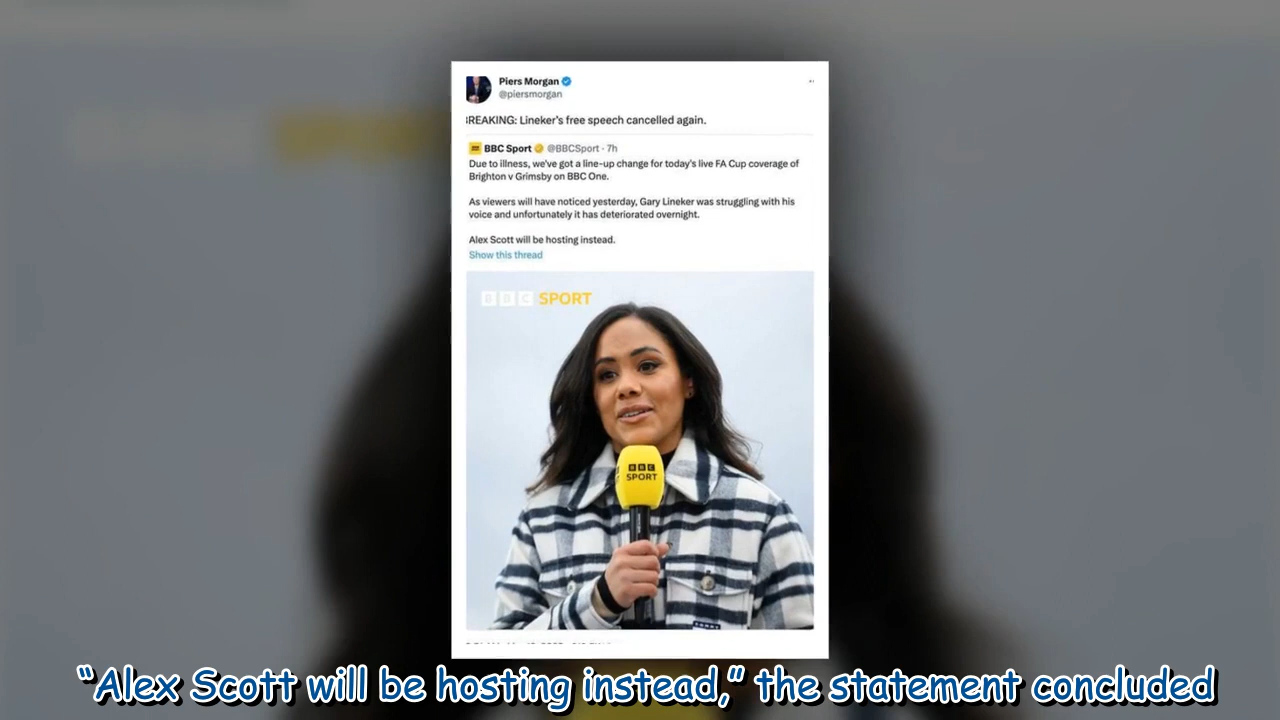 Piers Morgan
@piersmorgan
BREAKING: Lineker's free speech cancelled again.
BBC Sport @BBCSport · 7h
Due to illness, we've got a line-up change for today's live FA Cup coverage of
Brighton v Grimsby on BBC One.
As viewers will have noticed yesterday, Gary Lineker was struggling with his
voice and unfortunately it has deteriorated overnight.
Alex Scott will be hosting instead.
Show this thread
BBC SPORT
BBC
SPORT
“Alex Scott will be hosting instead,” the statement concluded